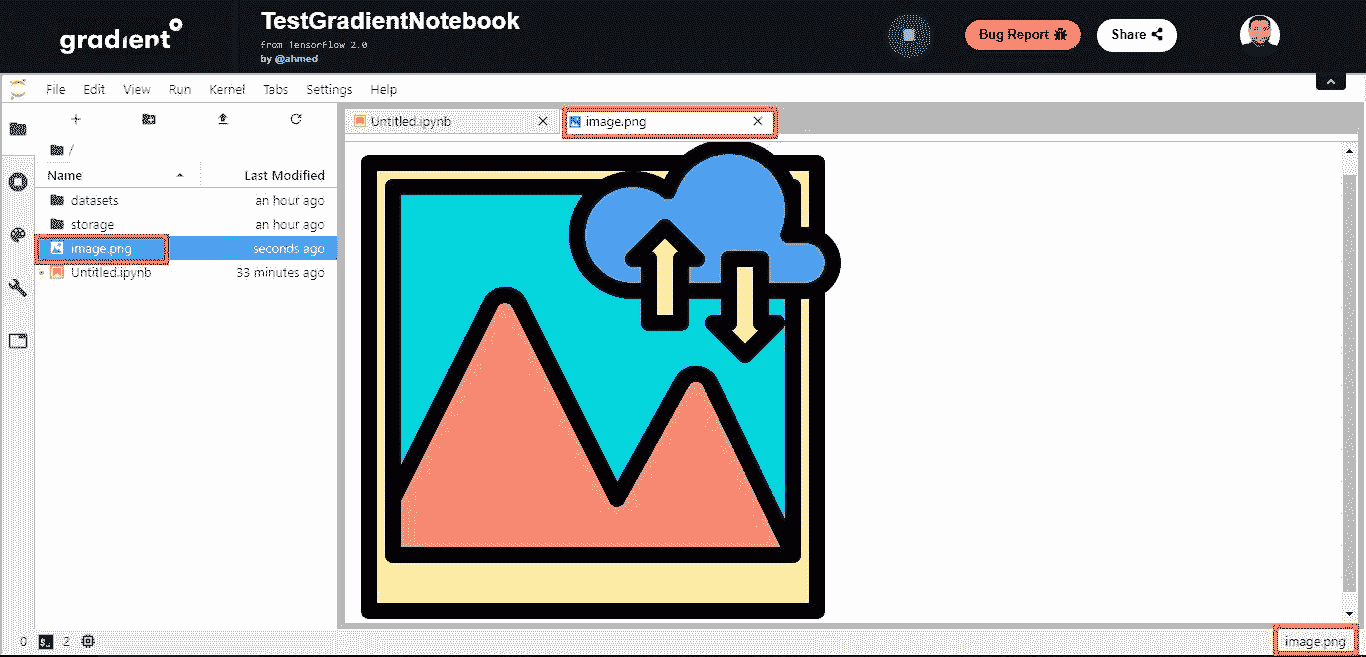 gradient
TestGradientNotebook
from Tensorflow 2.0
by @ahmed
Bug Report
Share
File Edit View Run Kernel Tabs Settings Help
Untitled.ipynb
image.png
/
Name Last Modified
datasets an hour ago
storage an hour ago
image.png seconds ago
Untitled.ipynb 33 minutes ago
0 2
image.png